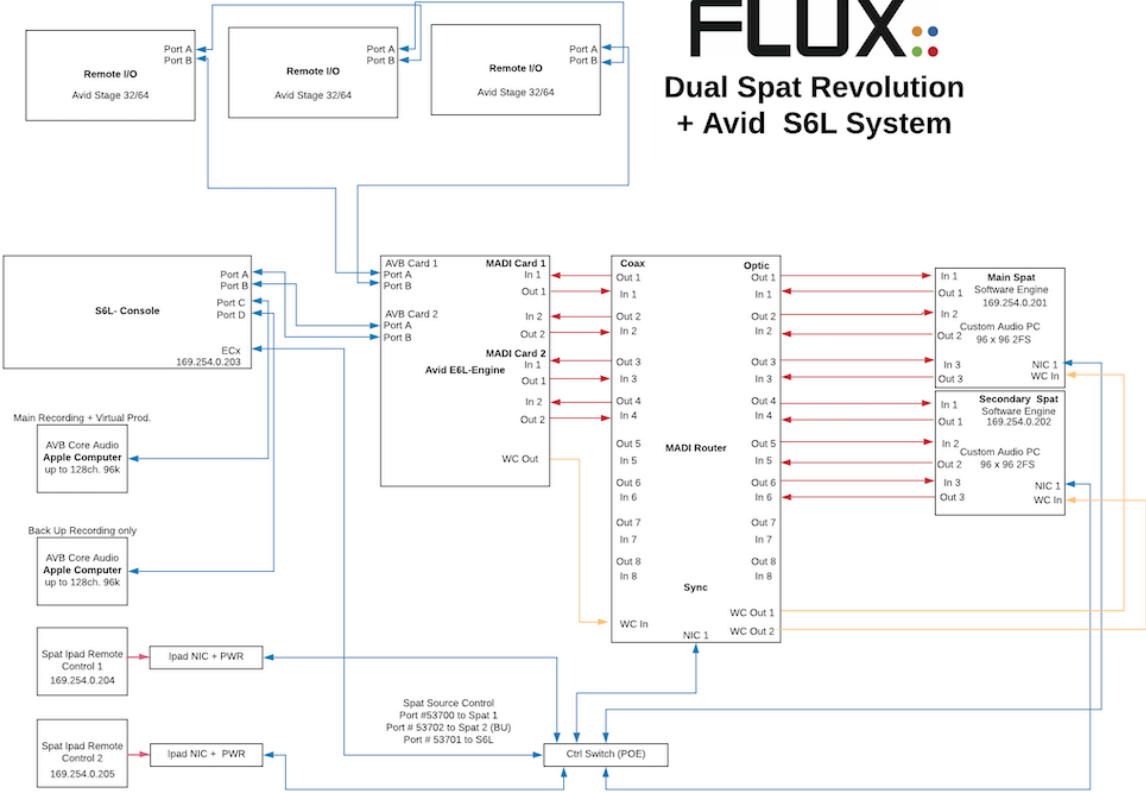 FLUX::
Dual Spat Revolution
+ Avid S6L System
Port A
Port B
Remote I/O
Avid Stage 32/64
Port A
Port B
Remote I/O
Avid Stage 32/64
Port A
Port B
Remote I/O
Avid Stage 32/64
Port A
Port B
Port C
Port D
S6L- Console
ECx
169.254.0.203
AVB Card 1
Port A
Port B
AVB Card 2
Port A
Port B
MADI Card 1
In 1
Out 1
In 2
Out 2
MADI Card 2
In 1
Avid E6L-Engine
Out 1
In 2
Out 2
WC Out
Coax
Out 1
In 1
Out 2
In 2
Out 3
In 3
Out 4
In 4
Out 5
In 5
Out 6
In 6
Out 7
In 7
Out 8
In 8
MADI Router
Optic
Out 1
In 1
Out 2
In 2
Out 3
In 3
Out 4
In 4
Out 5
In 5
Out 6
In 6
Out 7
In 7
Out 8
In 8
Sync
WC Out 1
WC In
WC Out 2
NIC 1
Main Spat
In 1
Software Engine
Out 1
169.254.0.201
In 2
Custom Audio PC
Out 2
96 x 96 2FS
In 3
NIC 1
Out 3
WC In
Secondary Spat
In 1
Software Engine
Out 1
169.254.0.202
In 2
Custom Audio PC
Out 2
96 x 96 2FS
In 3
NIC 1
Out 3
WC In
Main Recording + Virtual Prod.
AVB Core Audio
Apple Computer
up to 128ch. 96k
Back Up Recording only
AVB Core Audio
Apple Computer
up to 128ch. 96k
Spat Ipad Remote
Control 1
169.254.0.204
Ipad NIC + PWR
Spat Ipad Remote
Control 2
169.254.0.205
Ipad NIC + PWR
Spat Source Control
Port #53700 to Spat 1
Port # 53702 to Spat 2 (BU)
Port # 53701 to S6L
Ctrl Switch (POE)